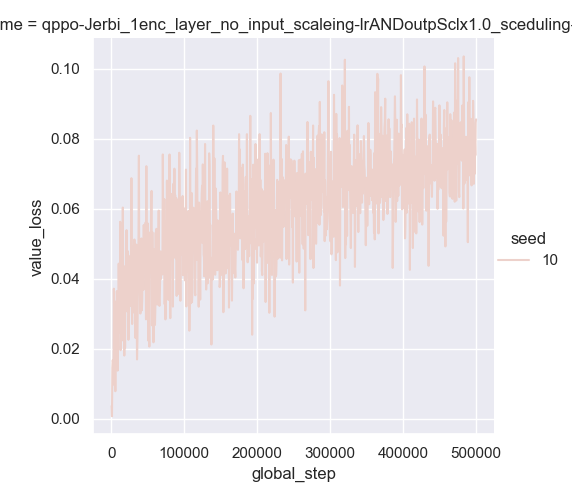 me = qppo-Jerbi_1enc_layer_no_input_scaleing-lrANDoutpSclx1.0_sceduling-
0.10
0.08
0.06
0.04
0.02
0.00
value_loss
0 100000 200000 300000 400000 500000
global_step
seed
10